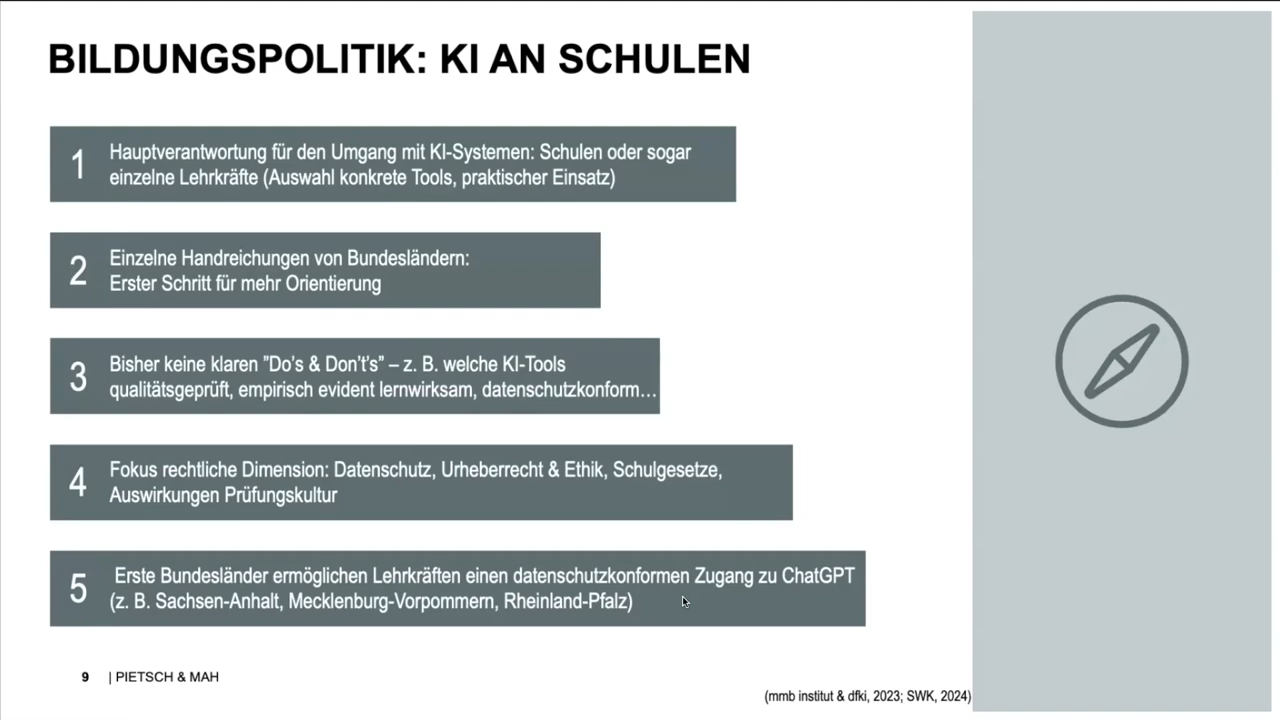 BILDUNGSPOLITIK: KI AN SCHULEN
1
Hauptverantwortung für den Umgang mit KI-Systemen: Schulen oder sogar
einzelne Lehrkräfte (Auswahl konkrete Tools, praktischer Einsatz)
2
Einzelne Handreichungen von Bundesländern:
Erster Schritt für mehr Orientierung
3
Bisher keine klaren ”Do’s & Don’t’s” – z. B. welche KI-Tools
qualitätsgeprüft, empirisch evident lernwirksam, datenschutzkonform…
4
Fokus rechtliche Dimension: Datenschutz, Urheberrecht & Ethik, Schulgesetze,
Auswirkungen Prüfungskultur
5
Erste Bundesländer ermöglichen Lehrkräften einen datenschutzkonformen Zugang zu ChatGPT
(z. B. Sachsen-Anhalt, Mecklenburg-Vorpommern, Rheinland-Pfalz)
9 | PIETSCH & MAH
(mmb institut & dfki, 2023; SWK, 2024)